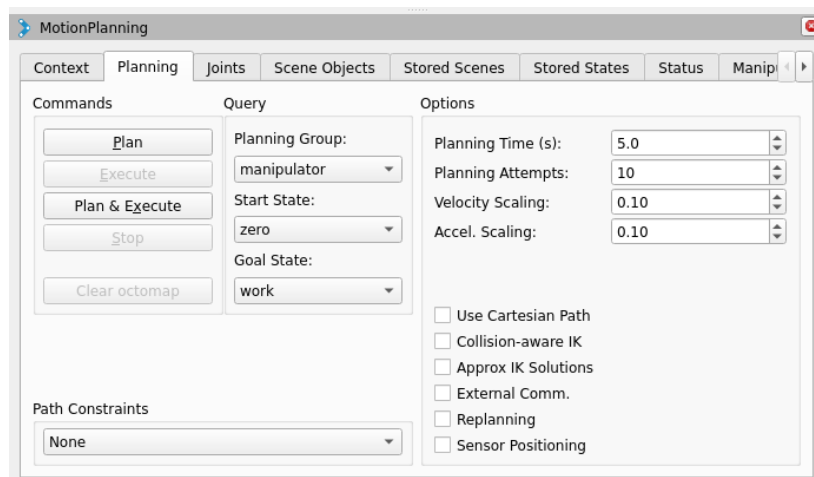 MotionPlanning
Context Planning Joints Scene Objects Stored Scenes Stored States Status
Commands
Plan
Execute
Plan & Execute
Stop
Clear octomap
Query
Planning Group:
manipulator
Start State:
zero
Goal State:
work
Options
Planning Time (s): 5.0
Planning Attempts: 10
Velocity Scaling: 0.10
Accel. Scaling: 0.10
Use Cartesian Path
Collision-aware IK
Approx IK Solutions
External Comm.
Replanning
Sensor Positioning
Path Constraints
None